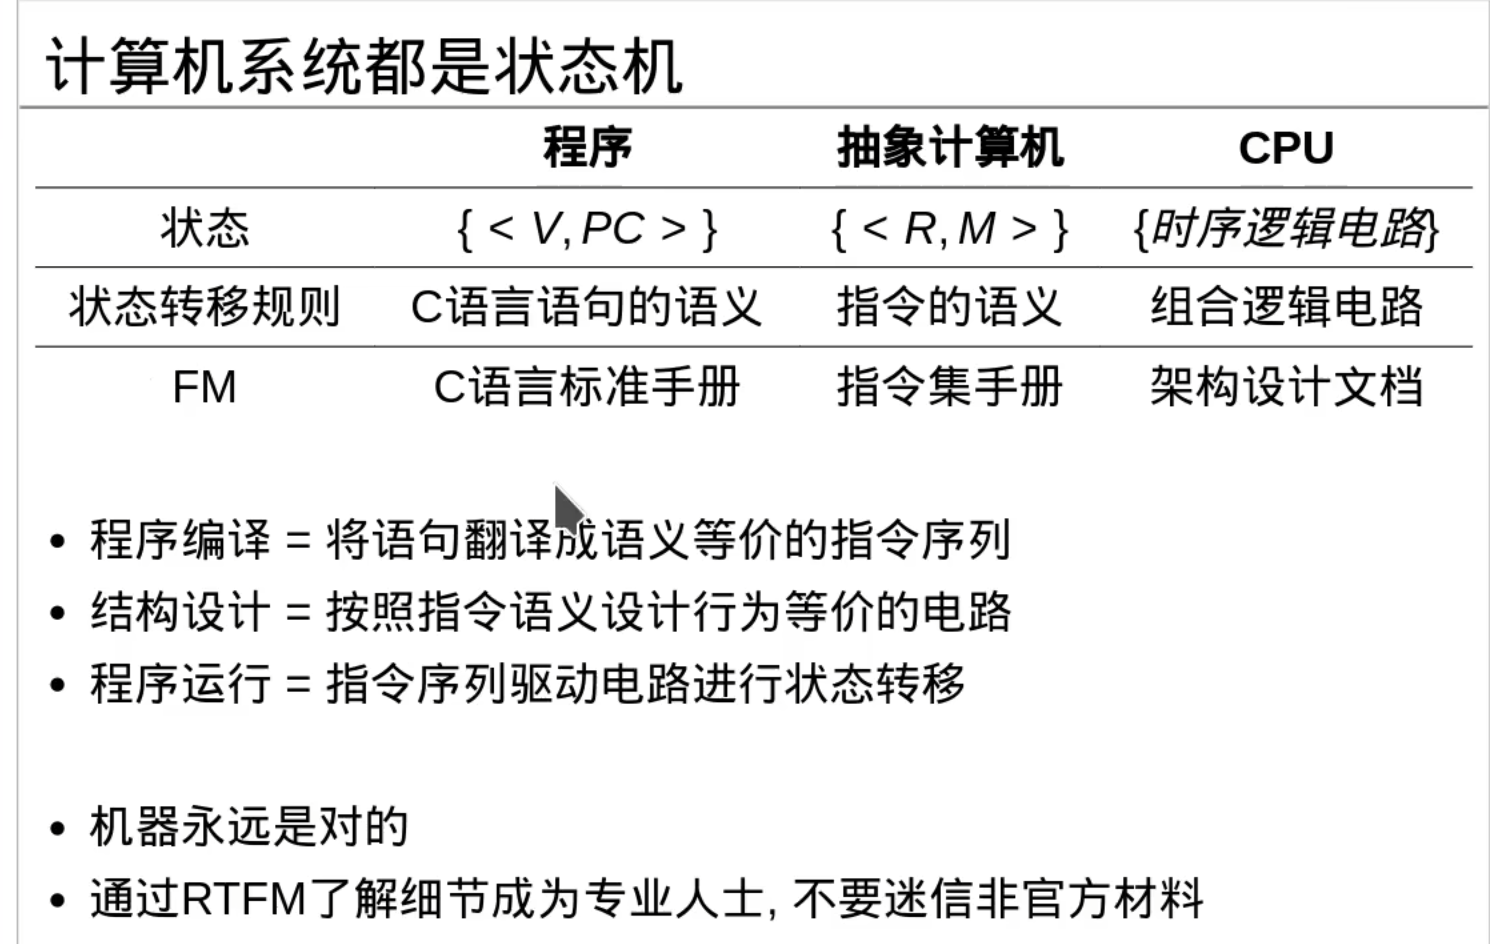 计算机系统都是状态机
程序 抽象计算机 CPU
状态 { < V, PC > } { < R, M > } {时序逻辑电路}
状态转移规则 C语言语句的语义 指令的语义 组合逻辑电路
FM C语言标准手册 指令集手册 架构设计文档
• 程序编译 = 将语句翻译成语义等价的指令序列
• 结构设计 = 按照指令语义设计行为等价的电路
• 程序运行 = 指令序列驱动电路进行状态转移
• 机器永远是对的
• 通过RTFM了解细节成为专业人士, 不要迷信非官方材料